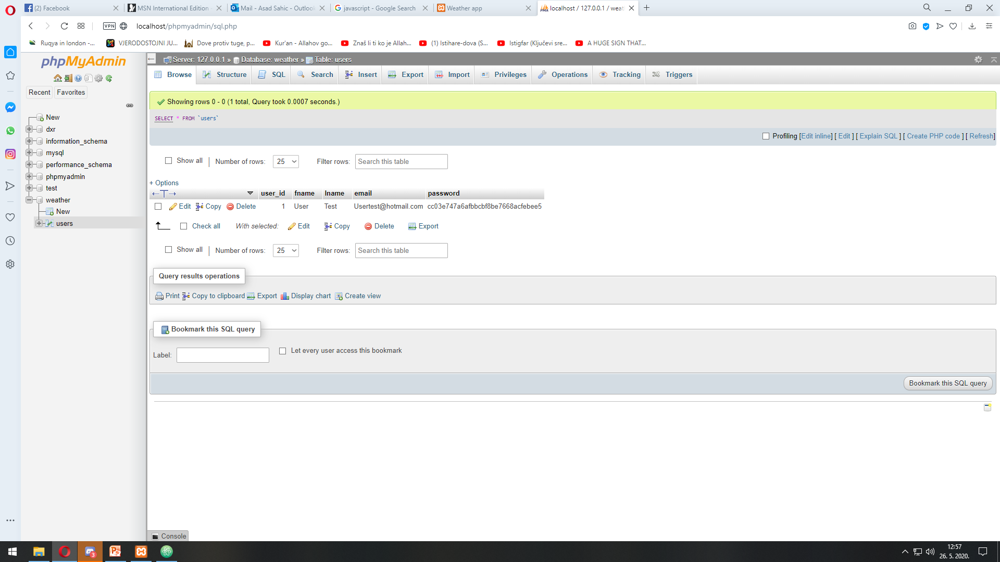 (2) Facebook
MSN International Edition
Mail - Asad Sahic - Outlook
javascript - Google Search
Weather app
localhost / 127.0.0.1 / weat
VPN
localhost/phpmyadmin/sql.php
Ruqya in london -...
VJERODOSTOJNI JU...
Dove protiv tuge, p...
Kur'an - Allahov go...
Znaš li ti ko je Allah...
(1) Istihare-dova (S...
Istigfar (Ključevi sre...
A HUGE SIGN THAT...
phpMyAdmin
Recent
Favorites
New
dxr
information_schema
mysql
performance_schema
phpmyadmin
test
weather
New
users
Server: 127.0.0.1 » Database: weather » Table: users
Browse
Structure
SQL
Search
Insert
Export
Import
Privileges
Operations
Tracking
Triggers
Showing rows 0 - 0 (1 total, Query took 0.0007 seconds.)
SELECT * FROM `users`
Profiling [Edit inline] [ Edit ] [ Explain SQL ] [ Create PHP code ] [ Refresh]
Show all | Number of rows: 25 Filter rows: Search this table
+ Options
user_id fname lname email password
Edit Copy Delete 1 User Test Usertest@hotmail.com cc03e747a6afbbcbf8be7668acfebee5
Check all With selected: Edit Copy Delete Export
Show all | Number of rows: 25 Filter rows: Search this table
Query results operations
Print Copy to clipboard Export Display chart Create view
Bookmark this SQL query
Label:
Let every user access this bookmark
Bookmark this SQL query
Console
3
12:57
26. 5. 2020.